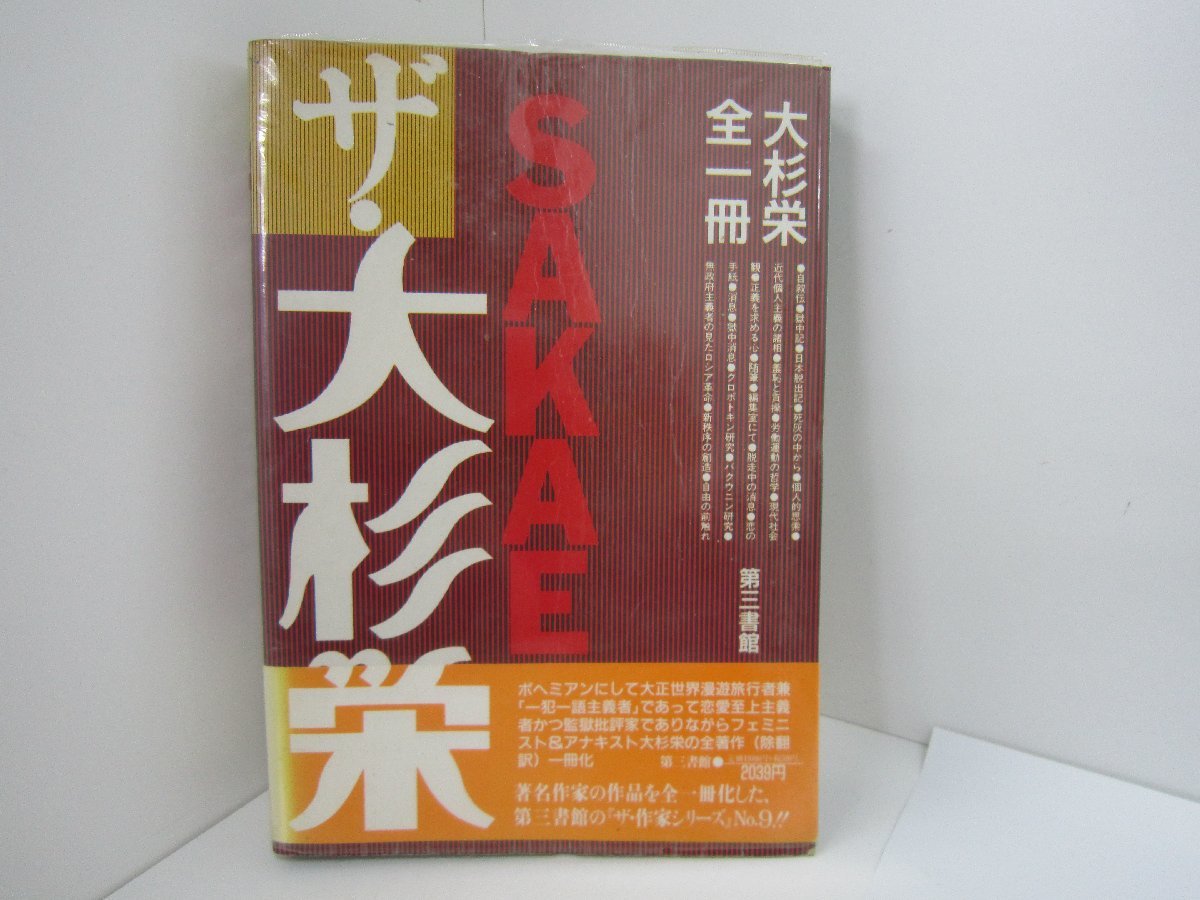 ザ・大杉栄
SAKAE
大杉栄
全一冊
●自叙伝●獄中記●日本脱出記●死灰の中から●個人的思索●
近代個人主義の諸相●羞恥と貞操●労働運動の哲学●現代社会
観●正義を求める心●随筆●編集室にて●脱走中の消息●恋の
手紙●消息●獄中消息●クロポトキン研究●バクウニン研究●
無政府主義者の見たロシア革命●新秩序の創造●自由の前触れ
第三書館
ボヘミアンにして大正世界漫遊旅行者兼
「一犯一語主義者」であって恋愛至上主義
者かつ監獄批評家でありながらフェミニ
スト&アナキスト大杉栄の全著作（除翻
訳）一冊化
第三書館●
2039円
著名作家の作品を全一冊化した、
第三書館の『ザ・作家シリーズ』No.9!!